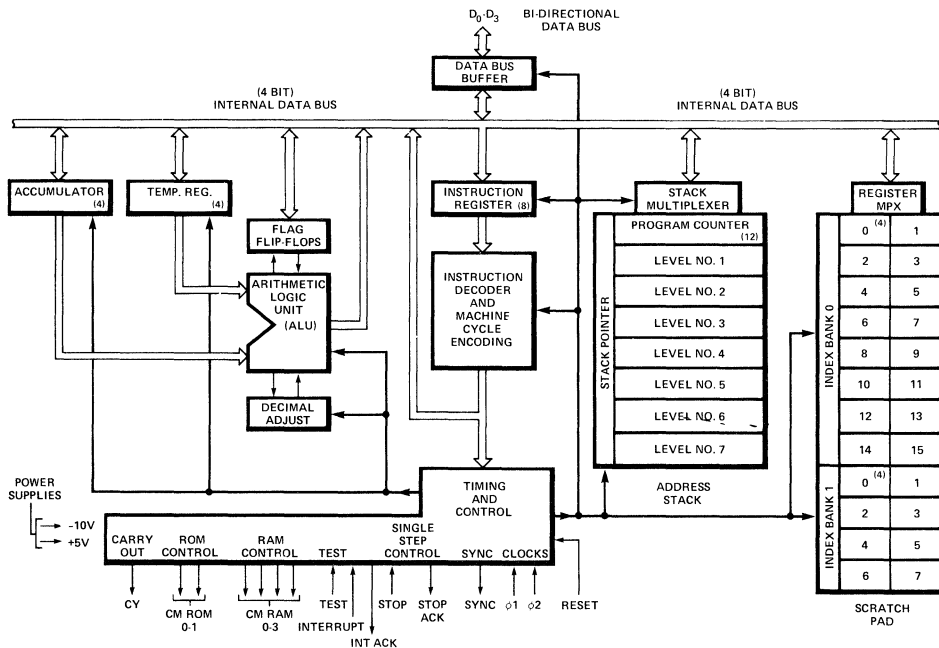 D0-D3
BI-DIRECTIONAL
DATA BUS
DATA BUS
BUFFER
(4 BIT)
INTERNAL DATA BUS
(4 BIT)
INTERNAL DATA BUS
ACCUMULATOR
(4)
TEMP. REG.
(4)
INSTRUCTION
REGISTER (8)
STACK
MULTIPLEXER
REGISTER
MPX
FLAG
FLIP-FLOPS
ARITHMETIC
LOGIC
UNIT
(ALU)
DECIMAL
ADJUST
INSTRUCTION
DECODER
AND
MACHINE
CYCLE
ENCODING
STACK POINTER
PROGRAM COUNTER
(12)
LEVEL NO. 1
LEVEL NO. 2
LEVEL NO. 3
LEVEL NO. 4
LEVEL NO. 5
LEVEL NO. 6
LEVEL NO. 7
ADDRESS
STACK
INDEX BANK 0
0 (4) 1
2 3
4 5
6 7
8 9
10 11
12 13
14 15
INDEX BANK 1
0 (4) 1
2 3
4 5
6 7
SCRATCH
PAD
POWER
SUPPLIES
-10V
+5V
TIMING
AND
CONTROL
CARRY
OUT
ROM
CONTROL
RAM
CONTROL
TEST
SINGLE
STEP
CONTROL
SYNC
CLOCKS
CY
CM ROM
0-1
CM RAM
0-3
TEST
INTERRUPT
INT ACK
STOP
STOP
ACK
SYNC
ϕ1
ϕ2
RESET